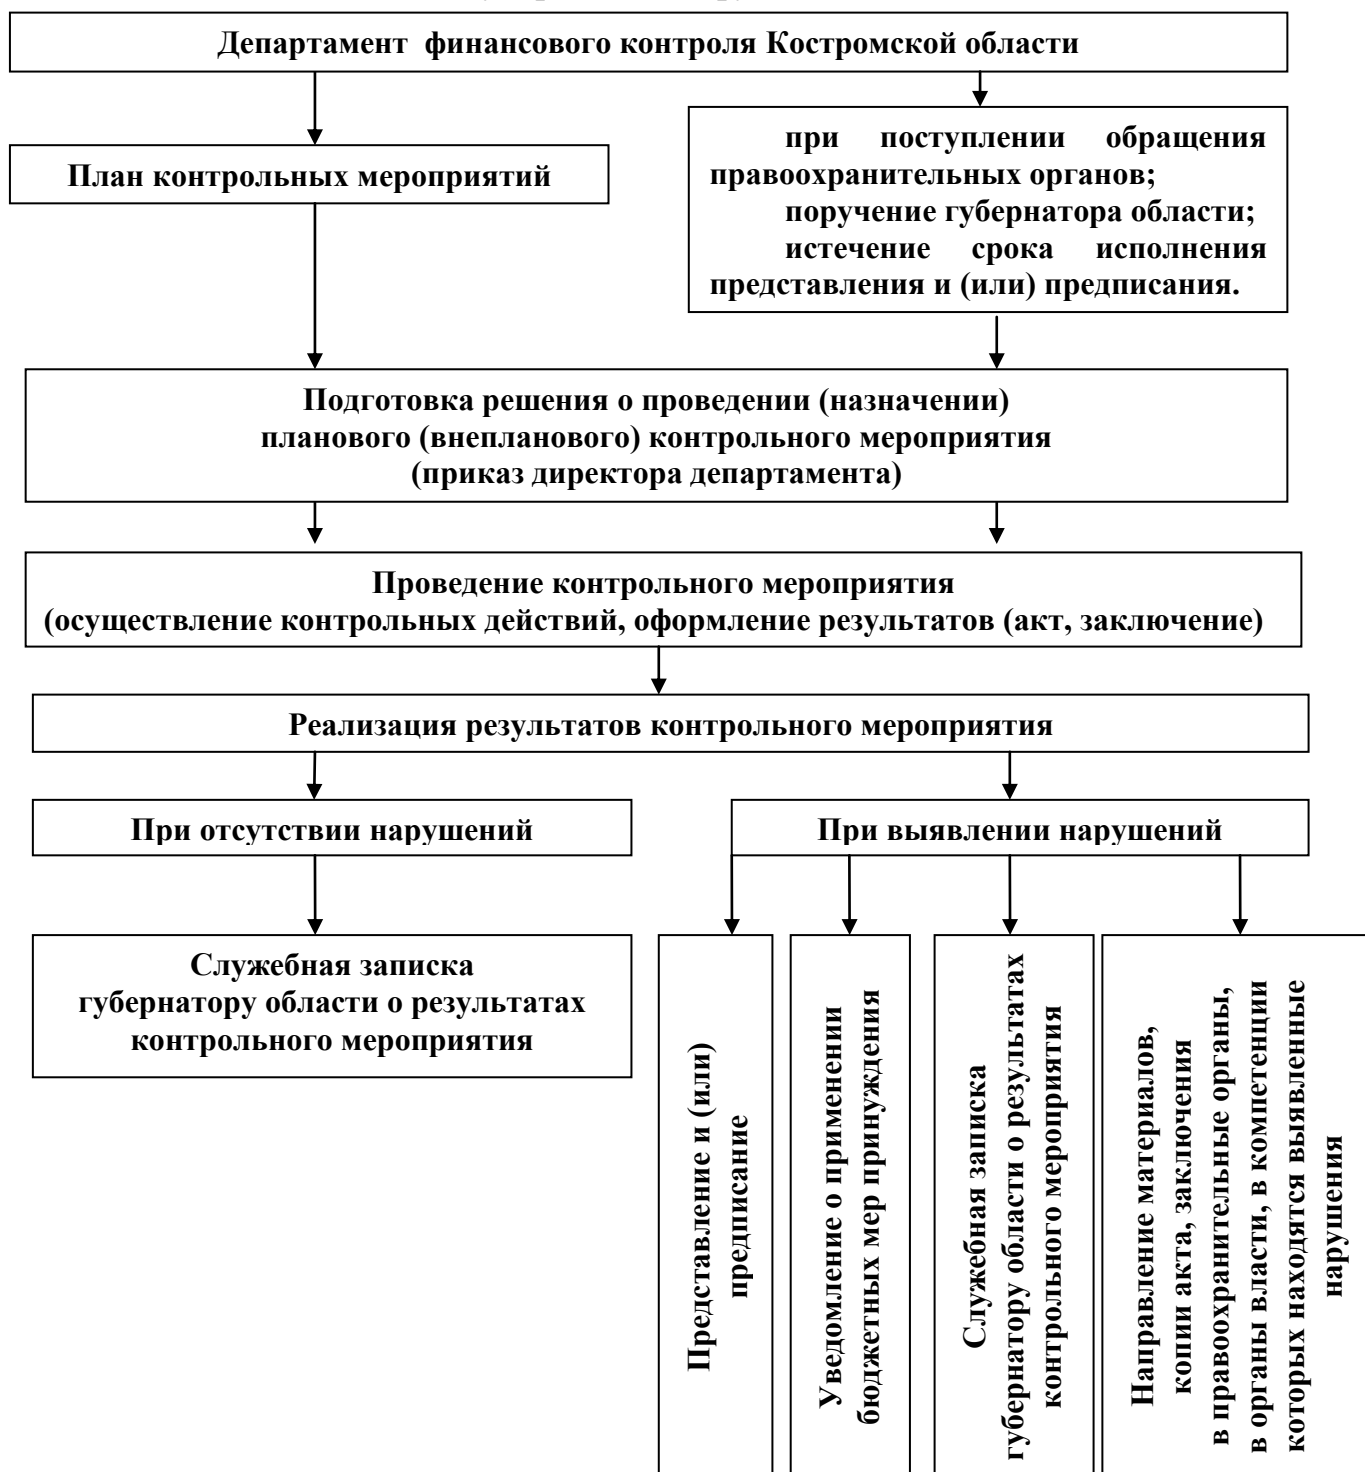 Департамент финансового контроля Костромской области
План контрольных мероприятий
при поступлении обращения
правоохранительных органов;
поручение губернатора области;
истечение срока исполнения
представления и (или) предписания.
Подготовка решения о проведении (назначении)
планового (внепланового) контрольного мероприятия
(приказ директора департамента)
Проведение контрольного мероприятия
(осуществление контрольных действий, оформление результатов (акт, заключение)
Реализация результатов контрольного мероприятия
При отсутствии нарушений
При выявлении нарушений
Служебная записка
губернатору области о результатах
контрольного мероприятия
Представление и (или)
предписание
Уведомление о применении
бюджетных мер принуждения
Служебная записка
губернатору области о результатах
контрольного мероприятия
Направление материалов,
копии акта, заключения
в правоохранительные органы,
в органы власти, в компетенции
которых находятся выявленные
нарушения